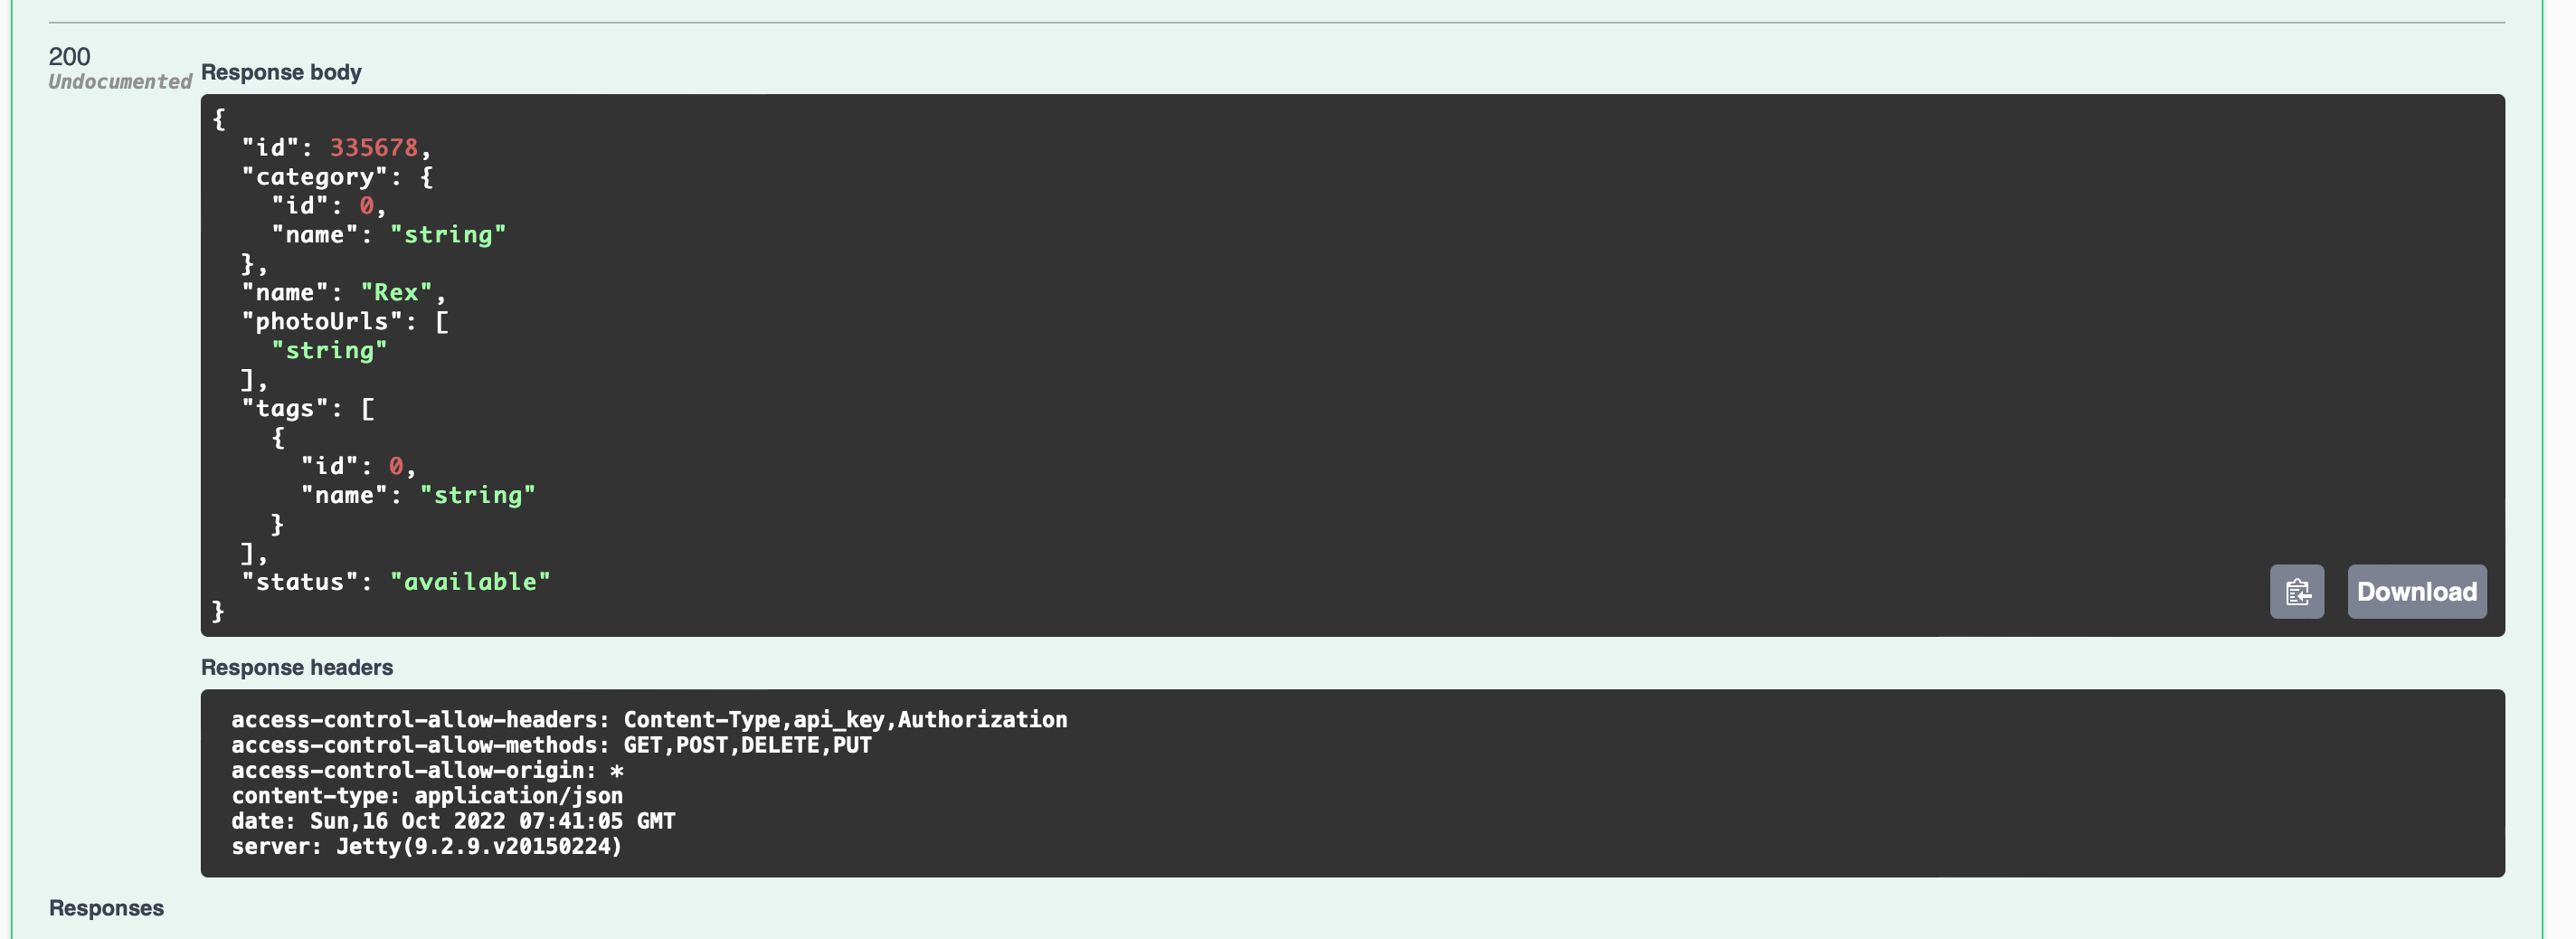 200
Undocumented
Response body
{
  "id": 335678,
  "category": {
    "id": 0,
    "name": "string"
  },
  "name": "Rex",
  "photoUrls": [
    "string"
  ],
  "tags": [
    {
      "id": 0,
      "name": "string"
    }
  ],
  "status": "available"
}
Download
Response headers
access-control-allow-headers: Content-Type,api_key,Authorization
access-control-allow-methods: GET,POST,DELETE,PUT
access-control-allow-origin: *
content-type: application/json
date: Sun,16 Oct 2022 07:41:05 GMT
server: Jetty(9.2.9.v20150224)
Responses